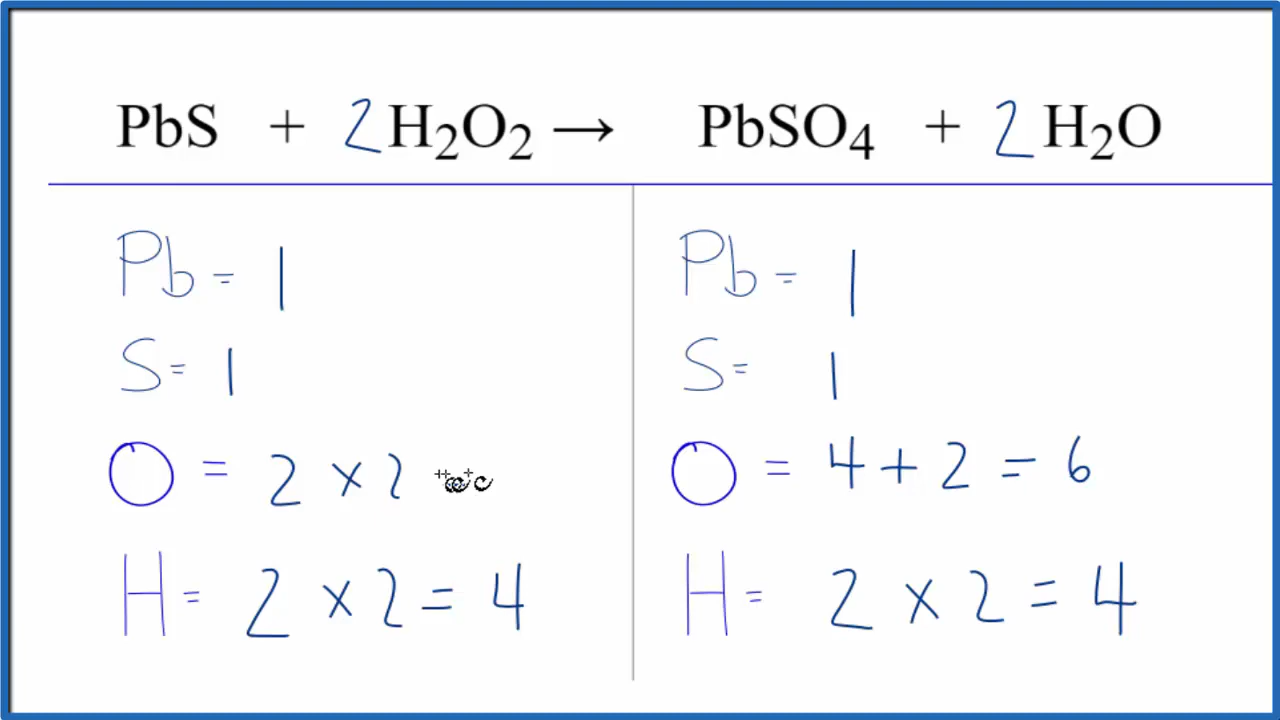 PbS + 2H₂O₂ → PbSO₄ + 2H₂O
Pb = 1
S = 1
O = 2 x 2
H = 2 x 2 = 4
Pb = 1
S = 1
O = 4 + 2 = 6
H = 2 x 2 = 4